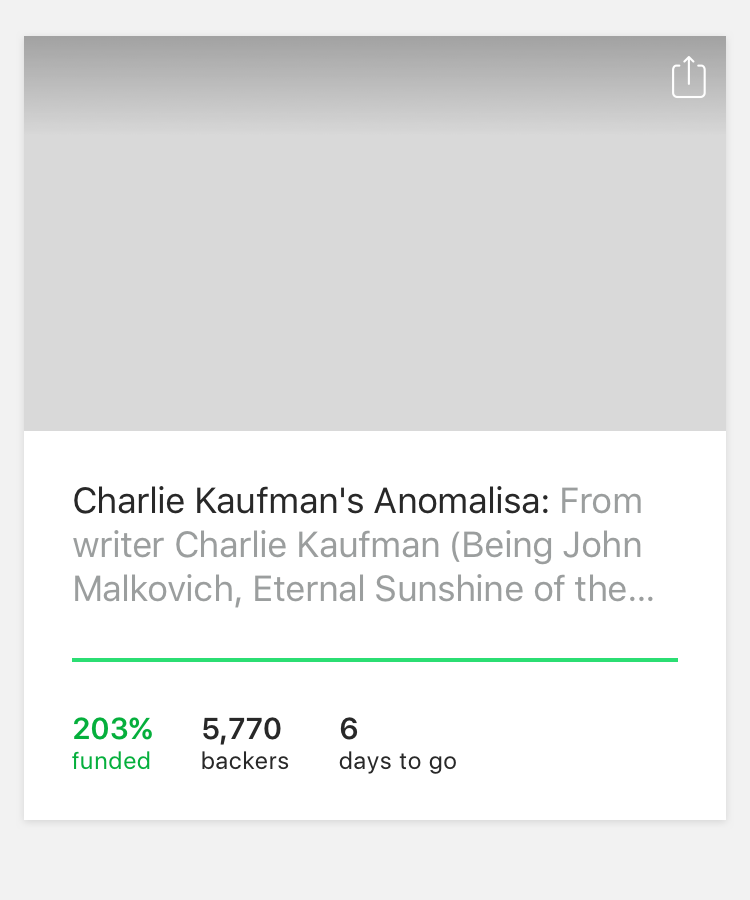 Charlie Kaufman's Anomalisa: From
writer Charlie Kaufman (Being John
Malkovich, Eternal Sunshine of the...
203% 5,770 6
funded backers days to go